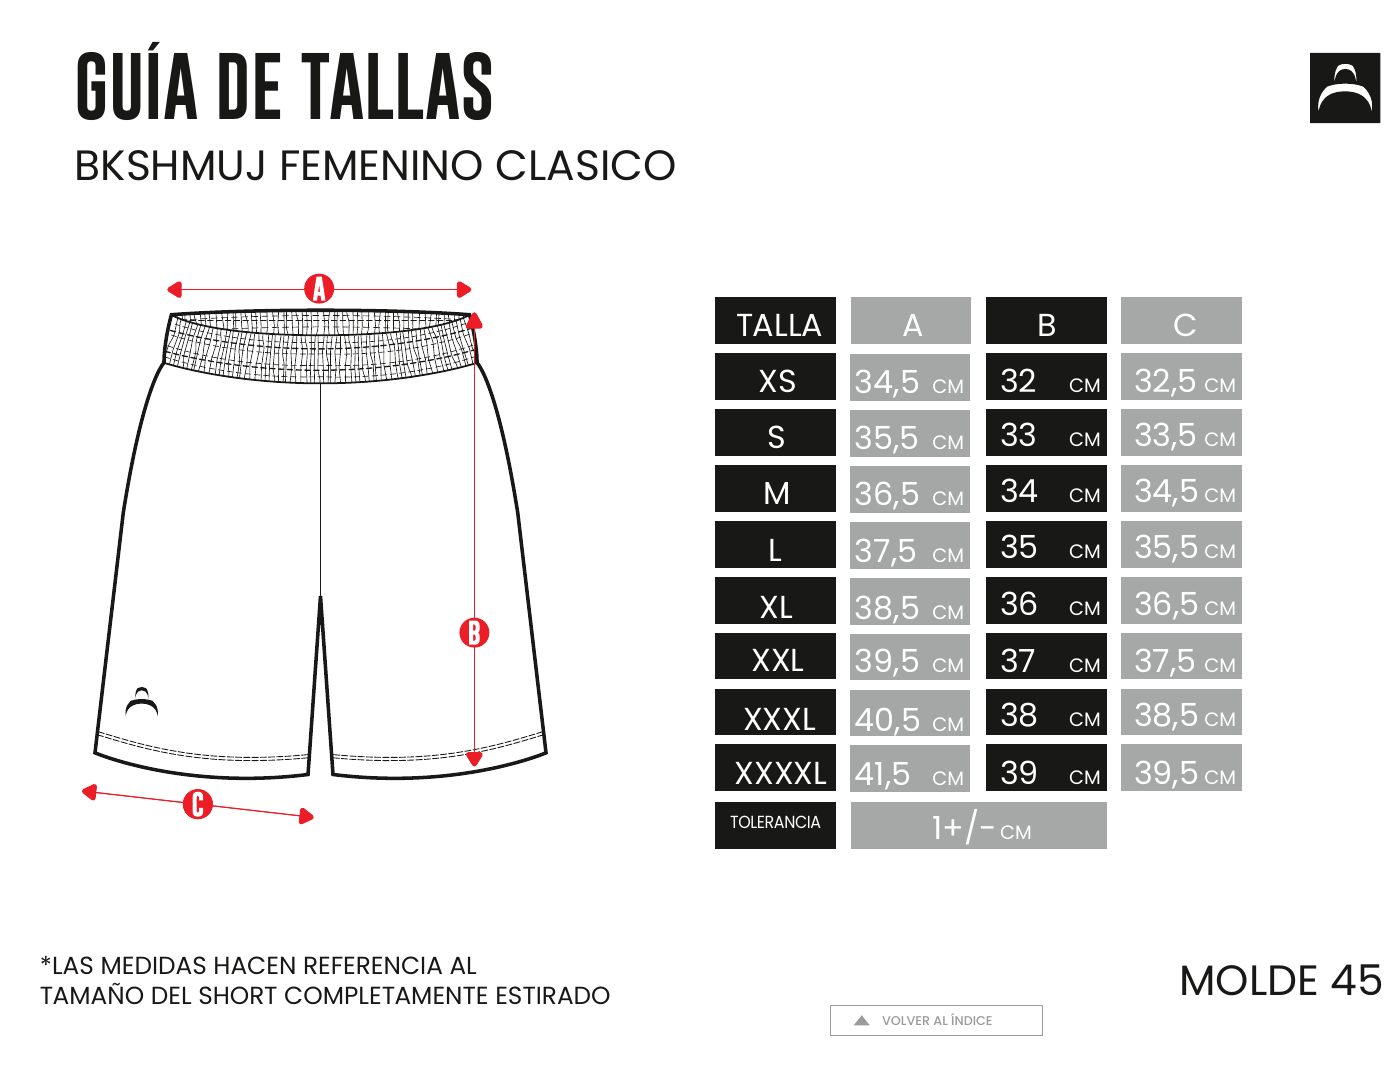 GUÍA DE TALLAS
BKSHMUJ FEMENINO CLASICO
A
B
C
TALLA A B C
XS 34,5 CM 32 CM 32,5 CM
S 35,5 CM 33 CM 33,5 CM
M 36,5 CM 34 CM 34,5 CM
L 37,5 CM 35 CM 35,5 CM
XL 38,5 CM 36 CM 36,5 CM
XXL 39,5 CM 37 CM 37,5 CM
XXXL 40,5 CM 38 CM 38,5 CM
XXXXL 41,5 CM 39 CM 39,5 CM
TOLERANCIA 1+/- CM
*LAS MEDIDAS HACEN REFERENCIA AL
TAMAÑO DEL SHORT COMPLETAMENTE ESTIRADO
MOLDE 45
VOLVER AL ÍNDICE